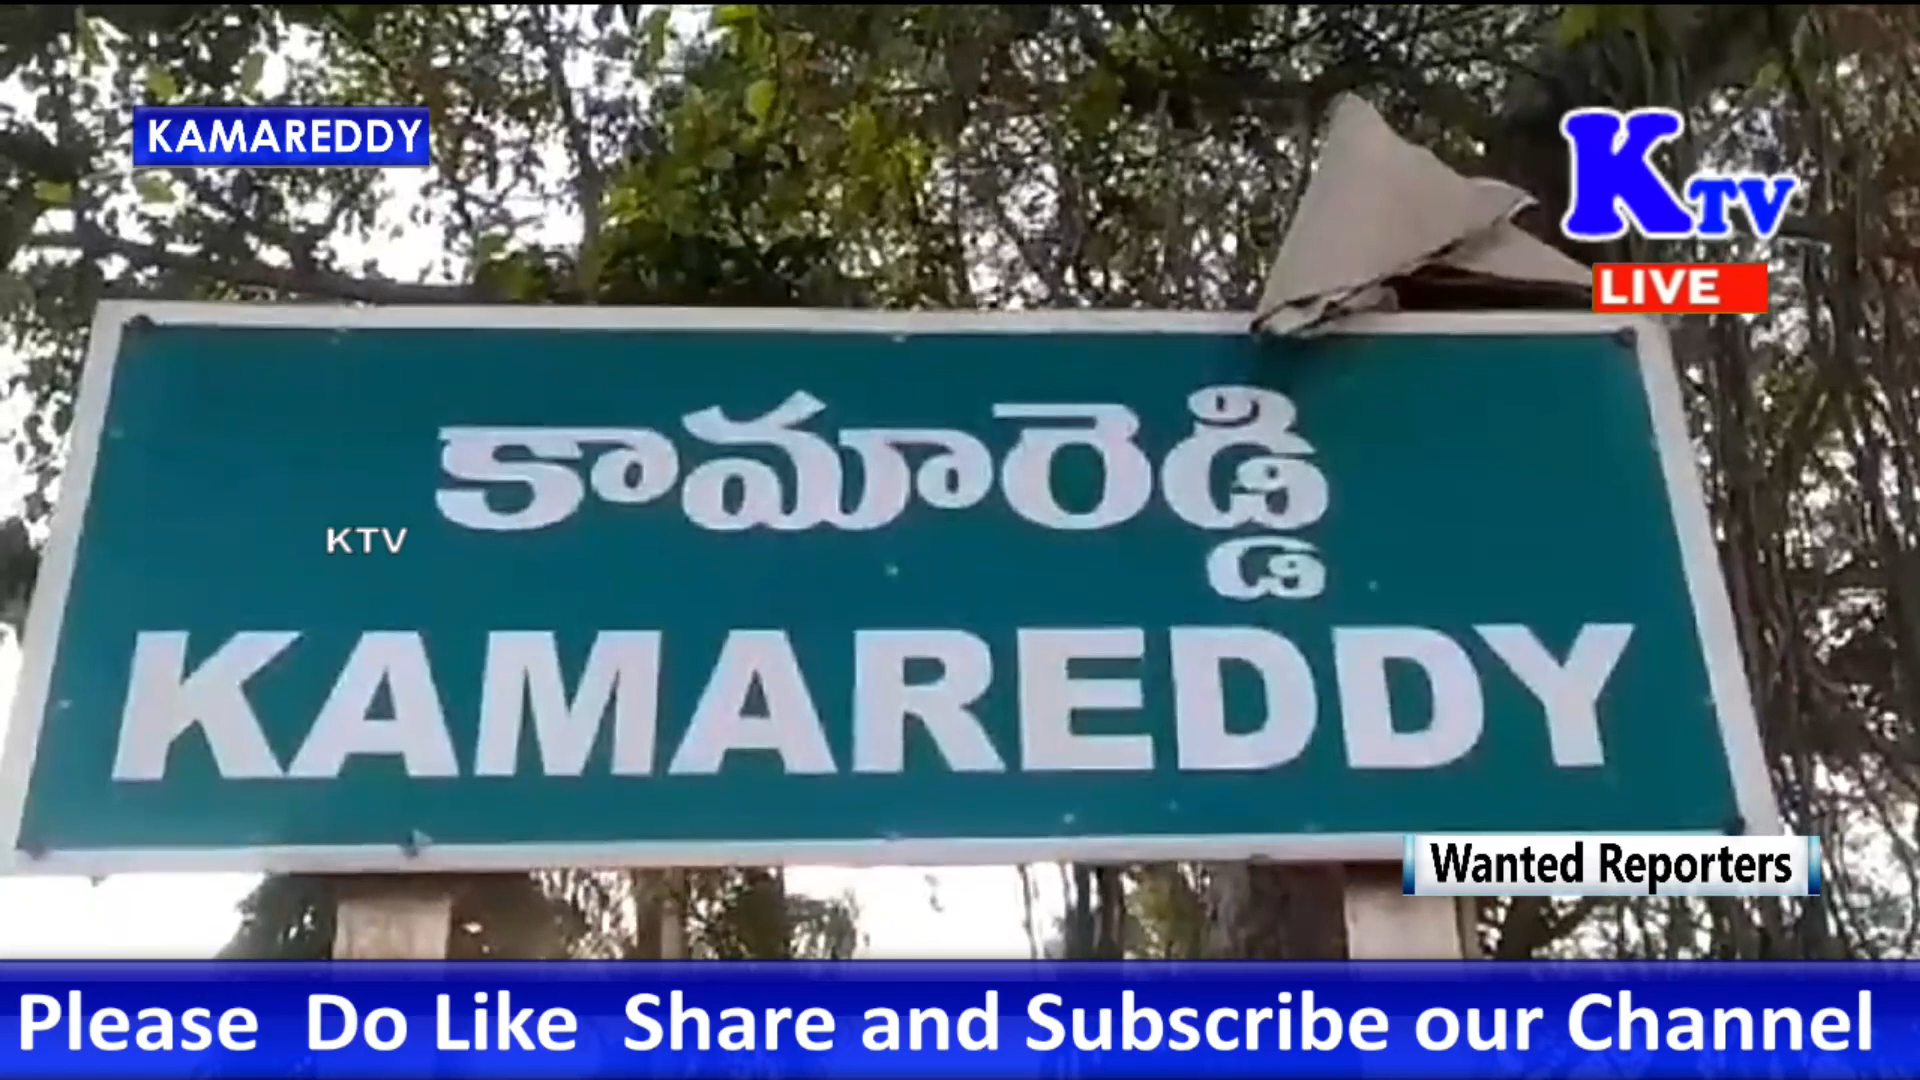 KAMAREDDY
KTV
LIVE
కామారెడ్డి
KTV
KAMAREDDY
Wanted Reporters
Please Do Like Share and Subscribe our Channel